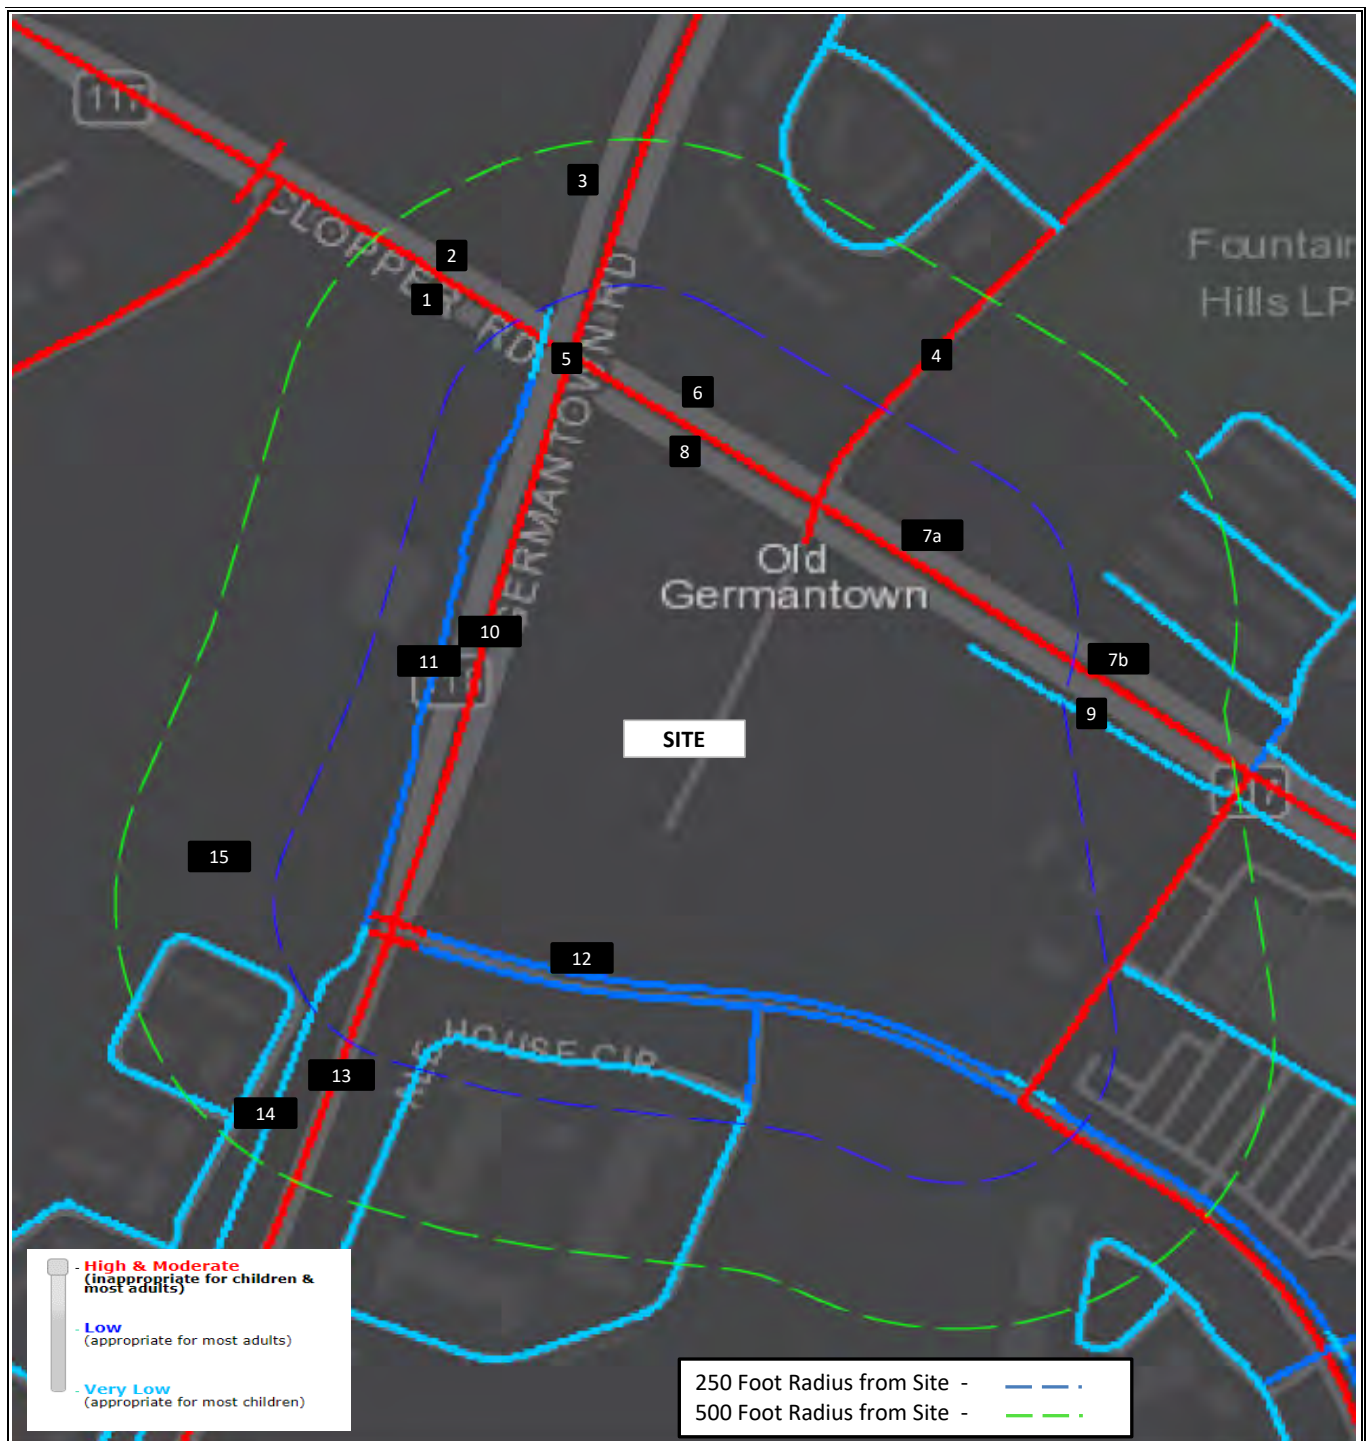 117
3
CLOPPER RD
2
1
Fountain
Hills LP
GERMANTOWN RD
4
5
6
8
7a
Old
Germantown
10
11
7b
9
SITE
117
15
12
HOUSE CIR
13
14
- High & Moderate
(inappropriate for children &
most adults)
- Low
(appropriate for most adults)
- Very Low
(appropriate for most children)
250 Foot Radius from Site -
500 Foot Radius from Site -